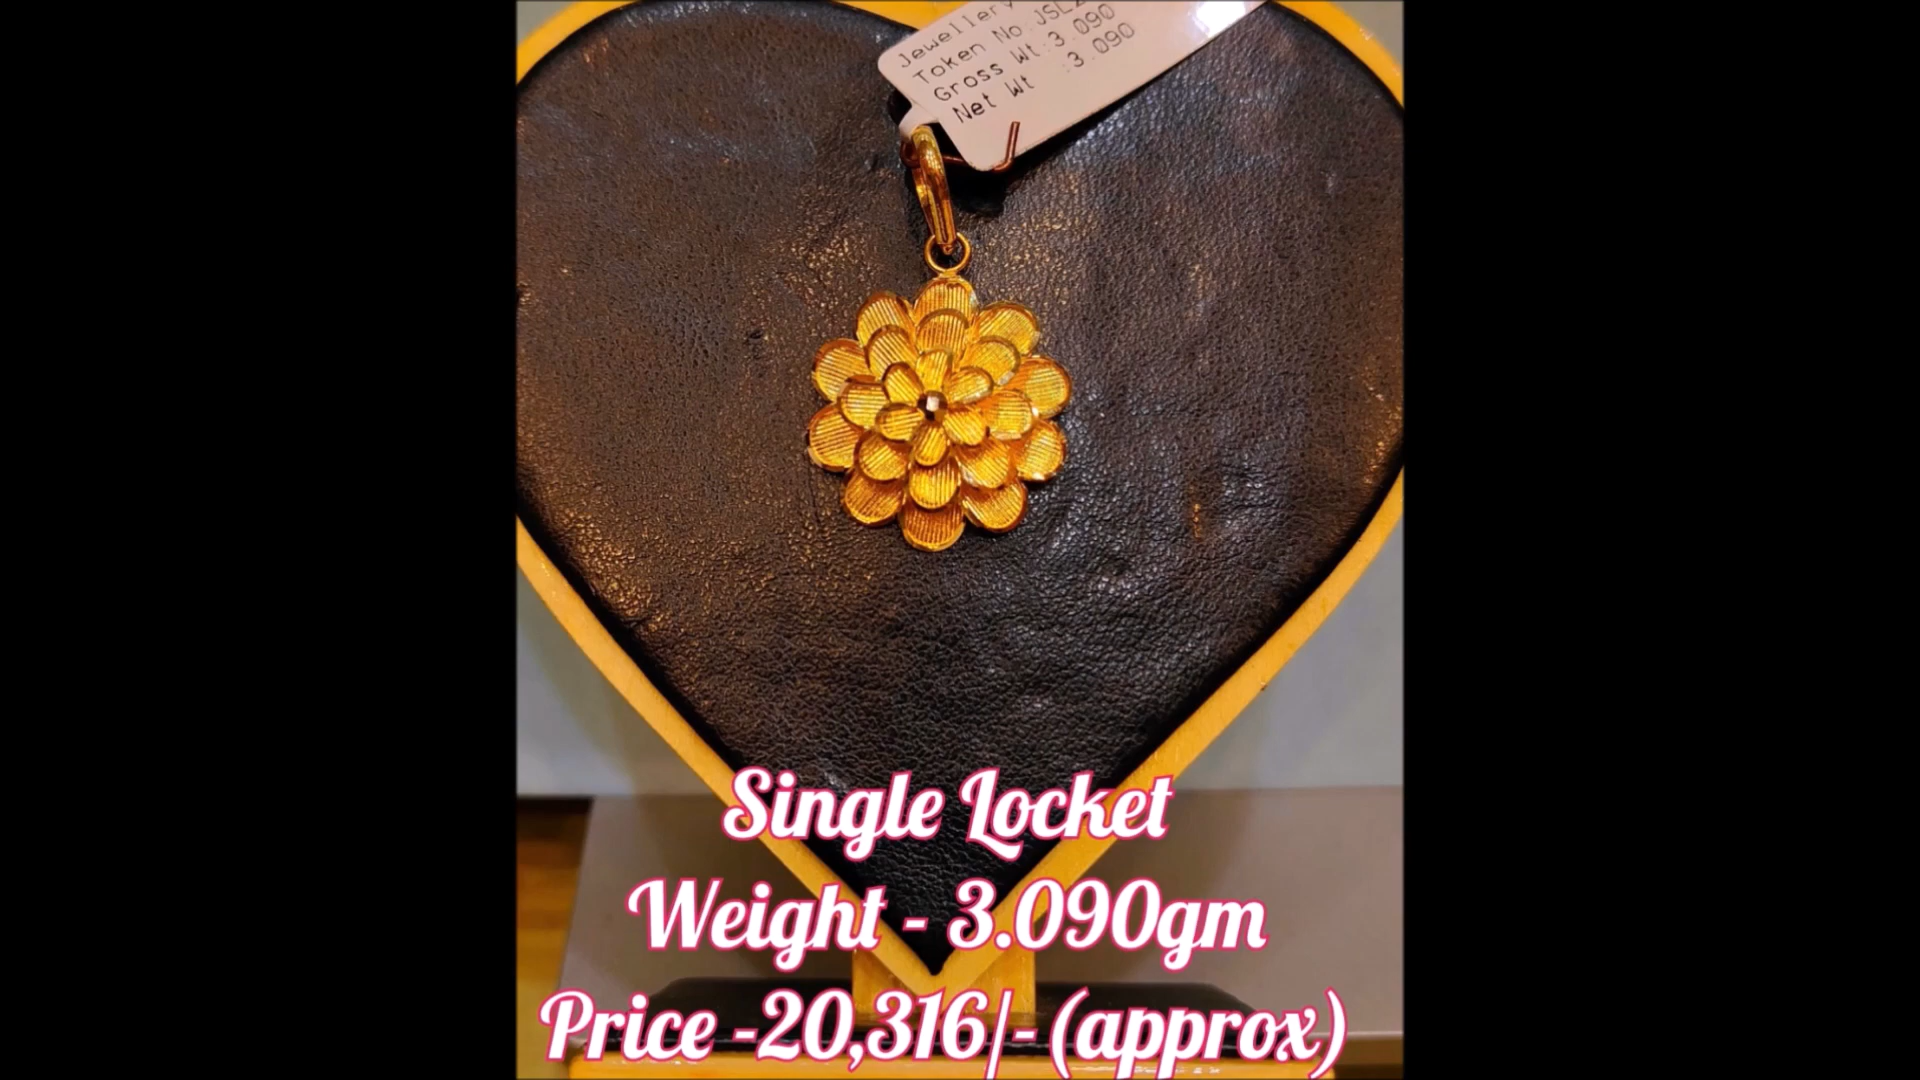 Jewellery
Token No
Gross Wt:3.090
Net Wt :3.090
Single Locket
Weight - 3.090gm
Price -20,316/-(approx)